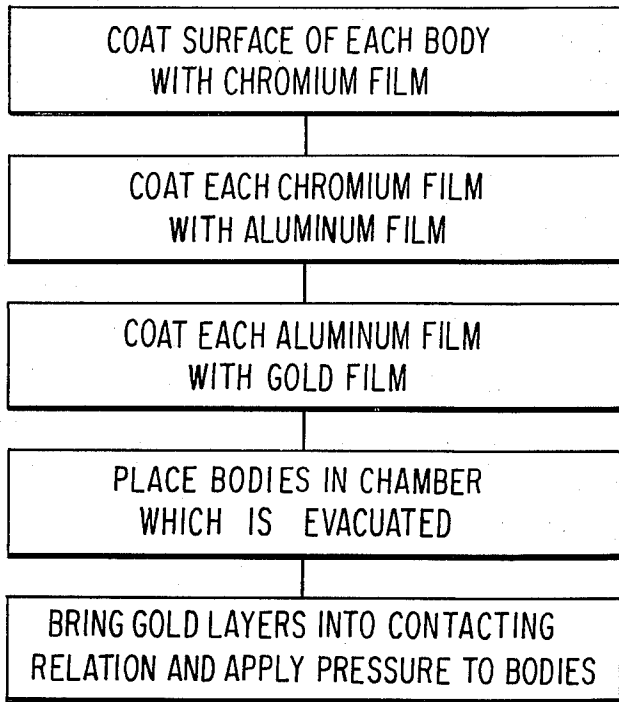 COAT SURFACE OF EACH BODY
WITH CHROMIUM FILM
COAT EACH CHROMIUM FILM
WITH ALUMINUM FILM
COAT EACH ALUMINUM FILM
WITH GOLD FILM
PLACE BODIES IN CHAMBER
WHICH IS EVACUATED
BRING GOLD LAYERS INTO CONTACTING
RELATION AND APPLY PRESSURE TO BODIES